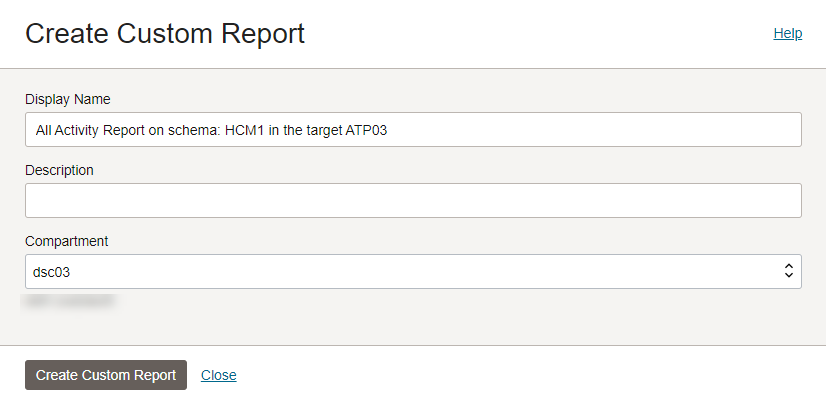 Create Custom Report
Help
Display Name
All Activity Report on schema: HCM1 in the target ATP03
Description
Compartment
dsc03
Create Custom Report
Close